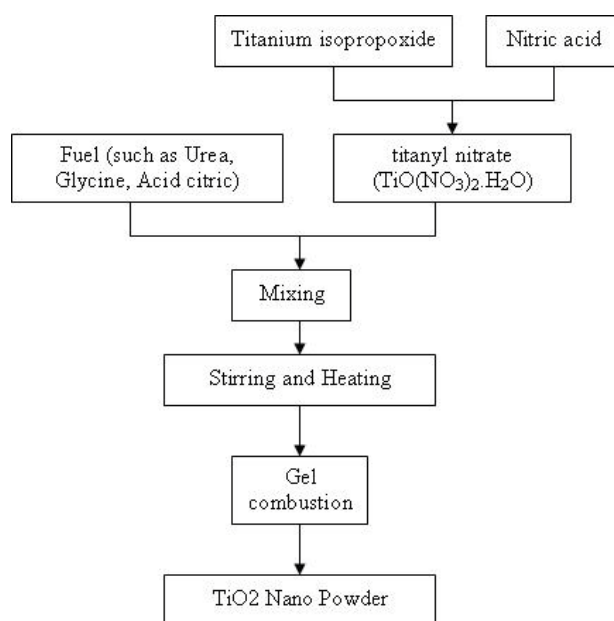 Titanium isopropoxide
Nitric acid
Fuel (such as Urea,
Glycine, Acid citric)
titanyl nitrate
(TiO(NO₃)₂.H₂O)
Mixing
Stirring and Heating
Gel
combustion
TiO2 Nano Powder